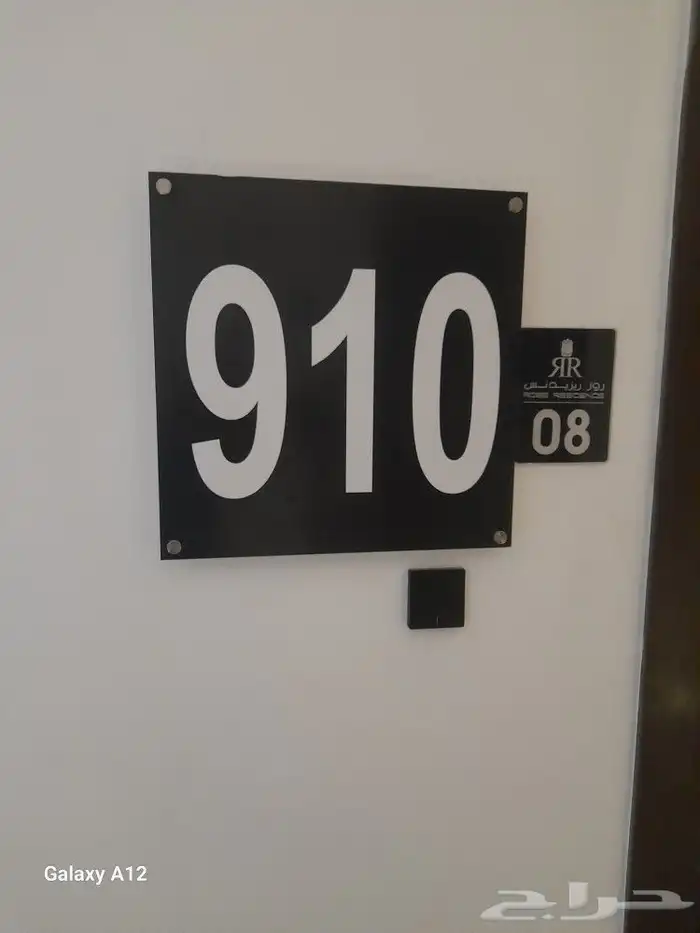 910
RR
روز ريزيدنس
ROSE RESIDENCE
08
Galaxy A12
حراج